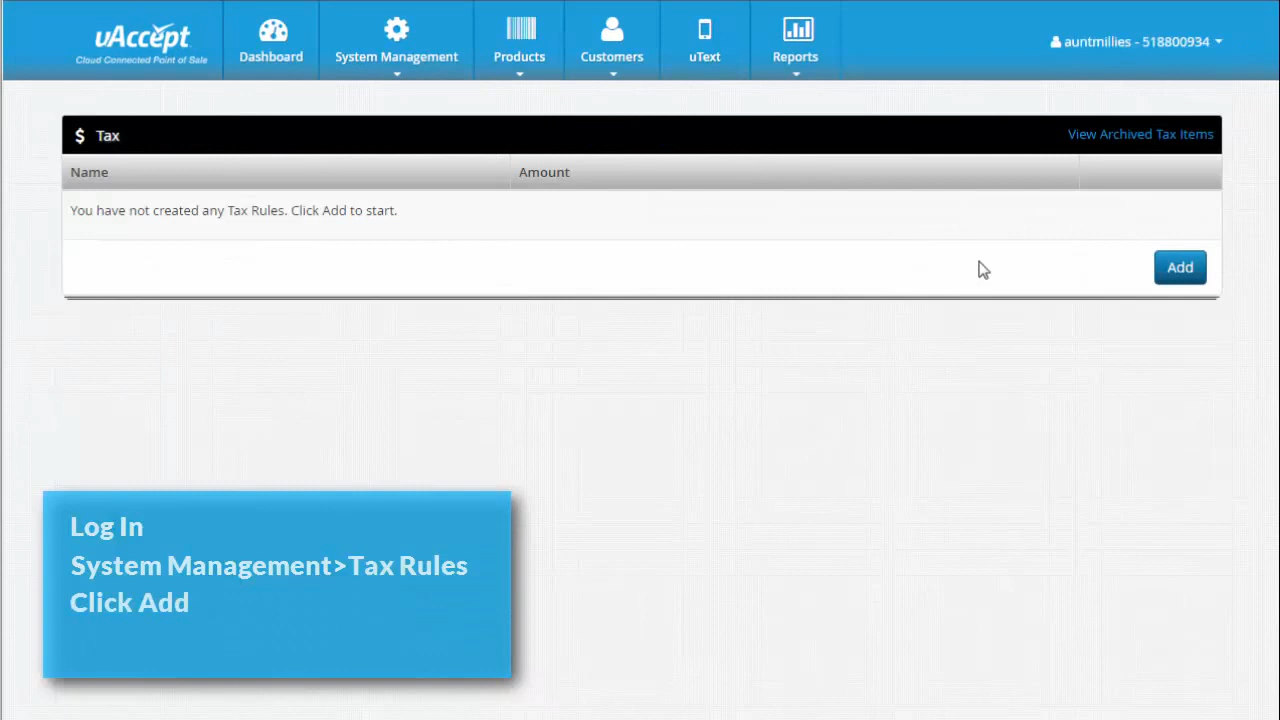 uAccept
Cloud Connected Point of Sale
Dashboard
System Management
Products
Customers
uText
Reports
auntmillies - 518800934
$ Tax
View Archived Tax Items
Name
Amount
You have not created any Tax Rules. Click Add to start.
Add
Log In
System Management>Tax Rules
Click Add